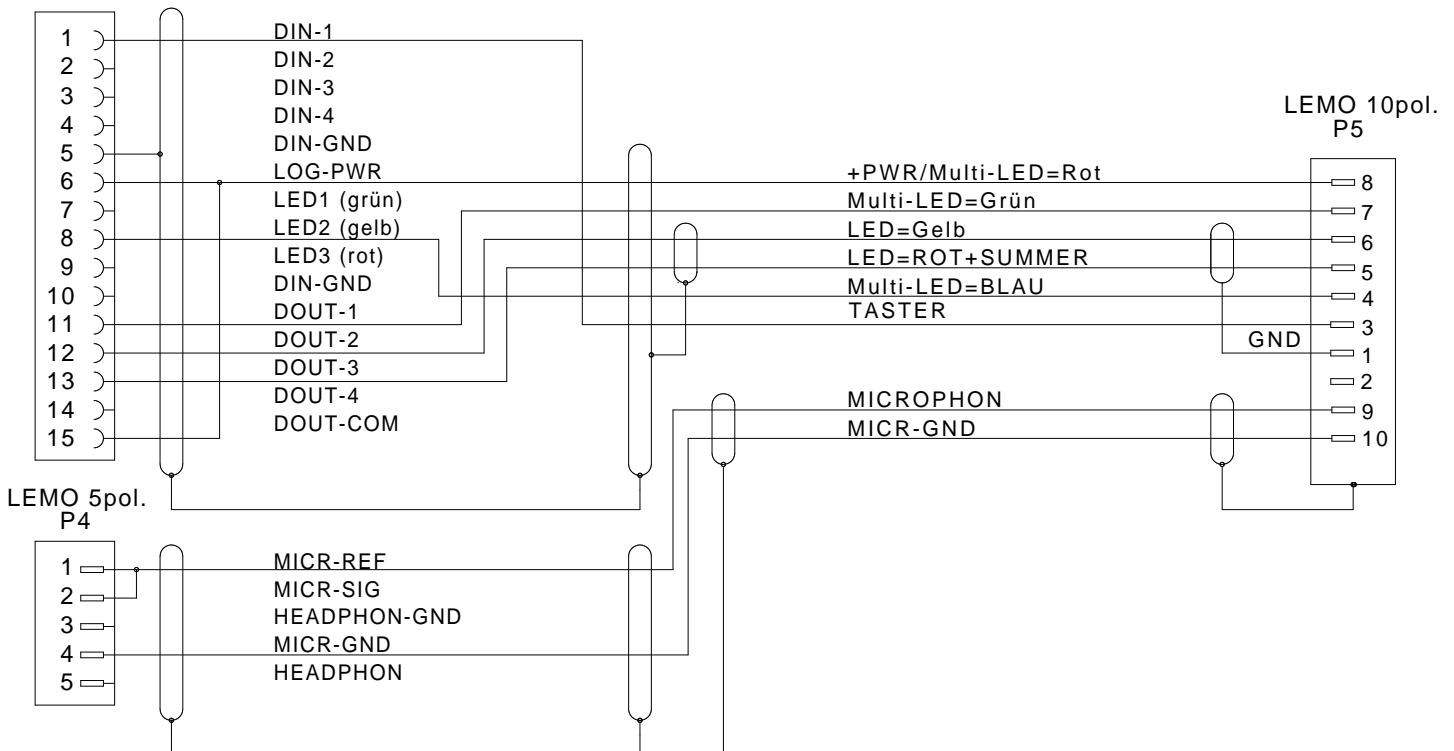 1 DIN-1
2 DIN-2
3 DIN-3
4 DIN-4
5 DIN-GND
6 LOG-PWR
7 LED1 (grün)
8 LED2 (gelb)
9 LED3 (rot)
10 DIN-GND
11 DOUT-1
12 DOUT-2
13 DOUT-3
14 DOUT-4
15 DOUT-COM
LEMO 10pol.
P5
+PWR/Multi-LED=Rot 8
Multi-LED=Grün 7
LED=Gelb 6
LED=ROT+SUMMER 5
Multi-LED=BLAU 4
TASTER 3
GND 1
2
MICROPHON 9
MICR-GND 10
LEMO 5pol.
P4
1 MICR-REF
2 MICR-SIG
3 HEADPHON-GND
4 MICR-GND
5 HEADPHON